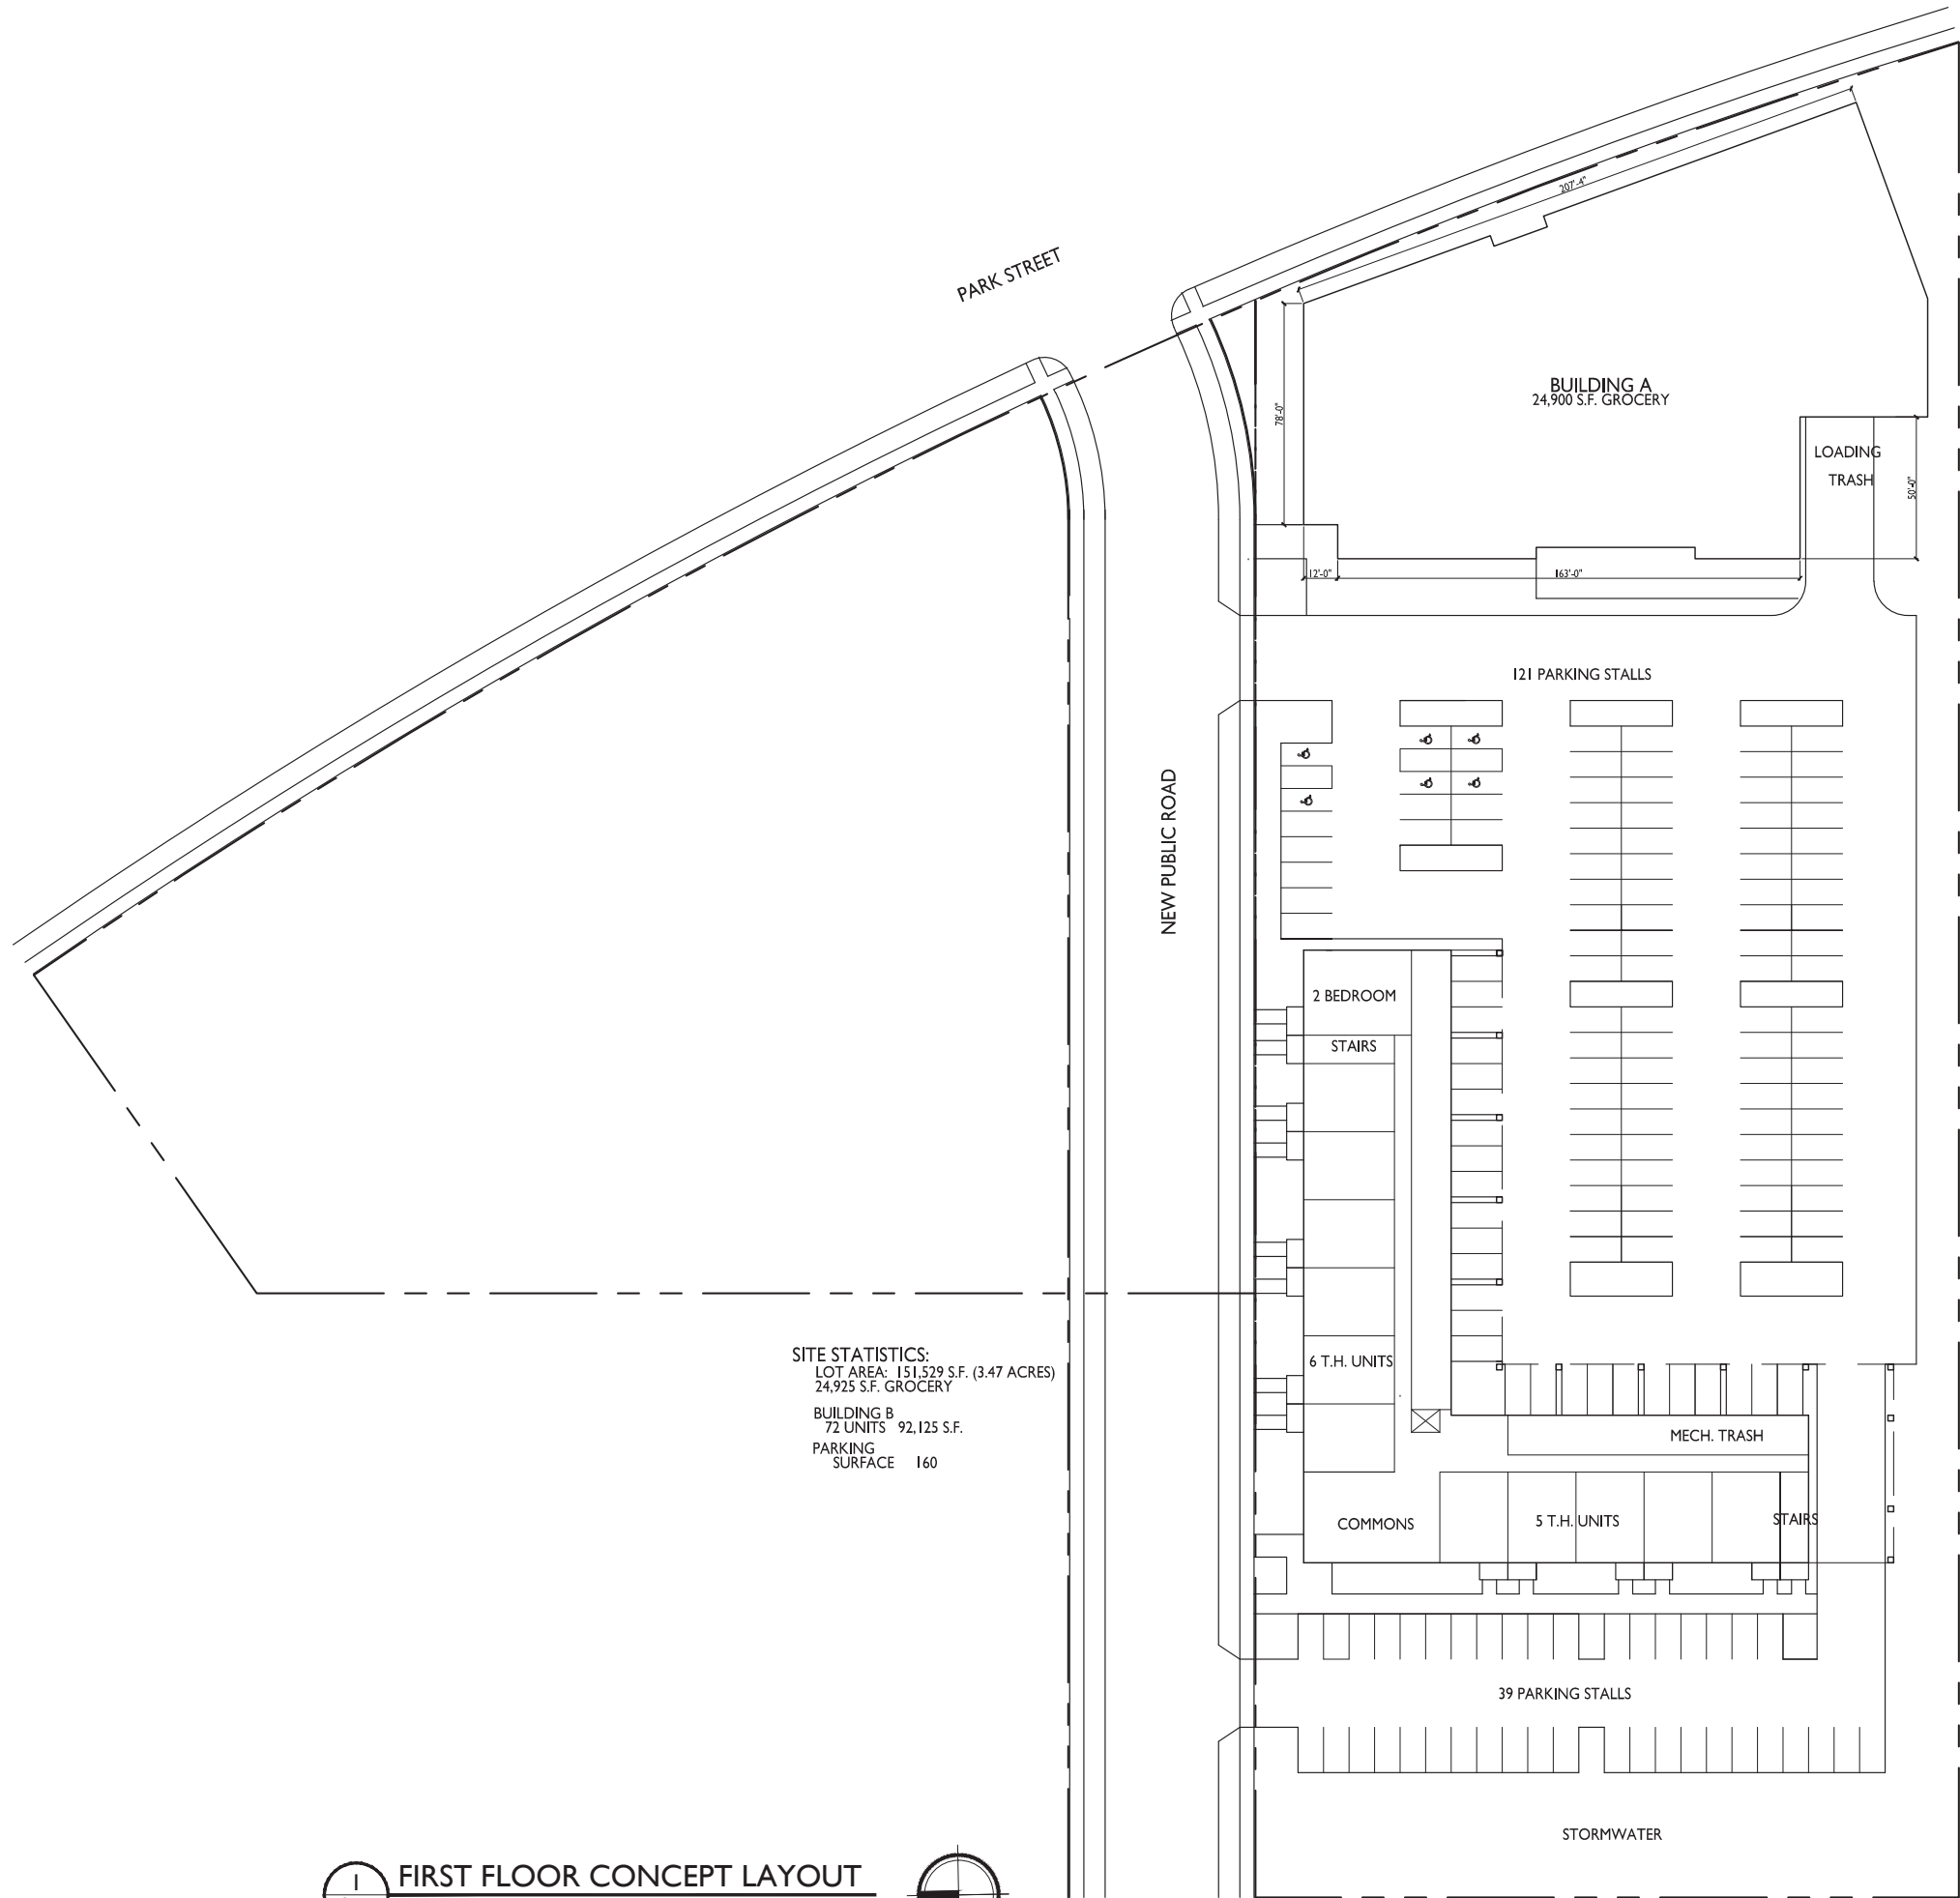 207'-4"
PARK STREET
BUILDING A
24,900 S.F. GROCERY
78'-0"
LOADING
TRASH
50'-0"
12'-0"
163'-0"
121 PARKING STALLS
NEW PUBLIC ROAD
2 BEDROOM
STAIRS
SITE STATISTICS:
LOT AREA: 151,529 S.F. (3.47 ACRES)
24,925 S.F. GROCERY
BUILDING B
72 UNITS 92,125 S.F.
PARKING
SURFACE 160
6 T.H. UNITS
MECH. TRASH
COMMONS
5 T.H. UNITS
STAIRS
39 PARKING STALLS
STORMWATER
1
FIRST FLOOR CONCEPT LAYOUT